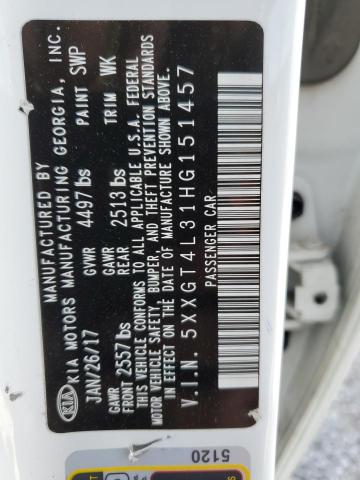 KIA
MANUFACTURED BY
KIA MOTORS MANUFACTURING GEORGIA, INC.
JAN/26/17 GVWR 4497 lbs PAINT SWP
GAWR FRONT 2557 lbs GAWR REAR 2513 lbs TRIM WK
THIS VEHICLE CONFORMS TO ALL APPLICABLE U.S.A. FEDERAL
MOTOR VEHICLE SAFETY, BUMPER, AND THEFT PREVENTION STANDARDS
IN EFFECT ON THE DATE OF MANUFACTURE SHOWN ABOVE.
V.I.N. 5XXGT4L31HG151457
PASSENGER CAR
5120